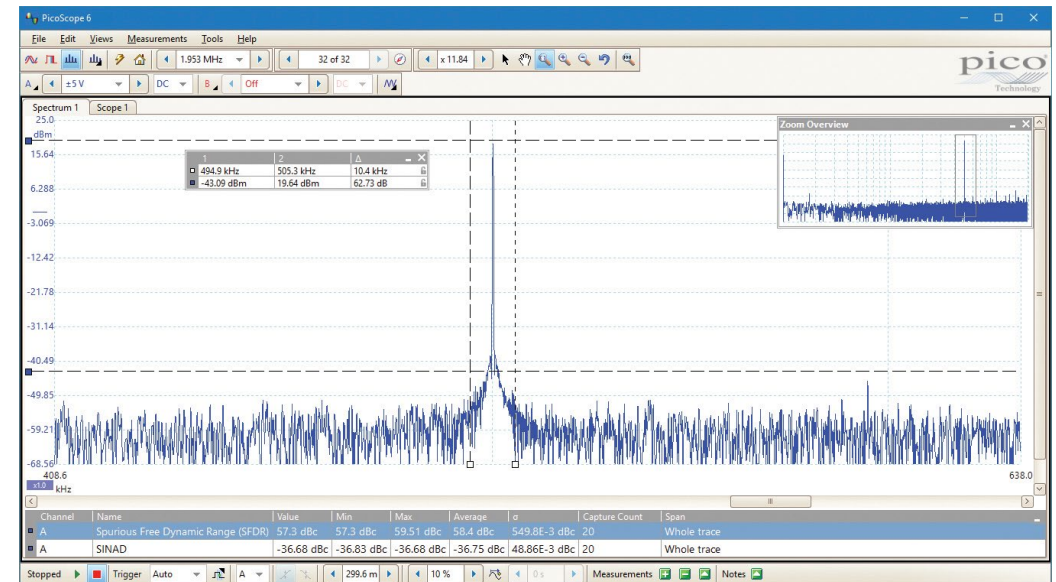 PicoScope 6
File Edit Views Measurements Tools Help
1.953 MHz 32 of 32 x 11.84
pico
Technology
A ±5 V DC B Off DC
Spectrum 1 Scope 1
25.0
dBm
15.64
6.288
-3.069
-12.42
-21.78
-31.14
-40.49
-49.85
-59.21
-68.56
1 2 Δ
494.9 kHz 505.3 kHz 10.4 kHz
-43.09 dBm 19.64 dBm 62.73 dB
Zoom Overview
408.6 638.0
x1.0 kHz
Channel Name Value Min Max Average σ Capture Count Span
A Spurious Free Dynamic Range (SFDR) 57.3 dBc 57.3 dBc 59.51 dBc 58.4 dBc 549.8E-3 dBc 20 Whole trace
A SINAD -36.68 dBc -36.83 dBc -36.68 dBc -36.75 dBc 48.86E-3 dBc 20 Whole trace
Stopped Trigger Auto A 299.6 m 10 % 0 s Measurements Notes